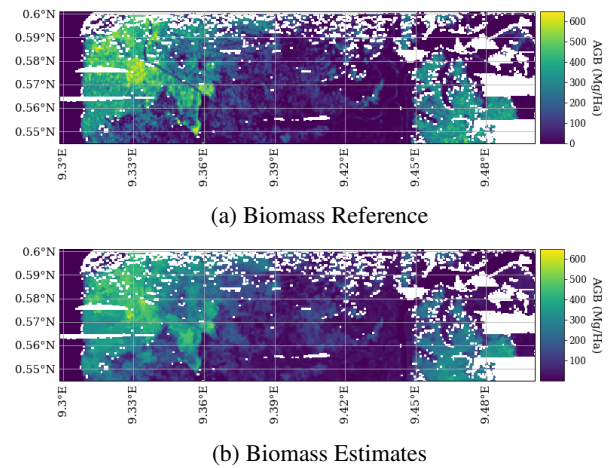 0.6°N
0.59°N
0.58°N
0.57°N
0.56°N
0.55°N
9.3°E
9.33°E
9.36°E
9.39°E
9.42°E
9.45°E
9.48°E
600
500
400
300
200
100
0
AGB (Mg/Ha)
(a) Biomass Reference
0.6°N
0.59°N
0.58°N
0.57°N
0.56°N
0.55°N
9.3°E
9.33°E
9.36°E
9.39°E
9.42°E
9.45°E
9.48°E
600
500
400
300
200
100
AGB (Mg/Ha)
(b) Biomass Estimates